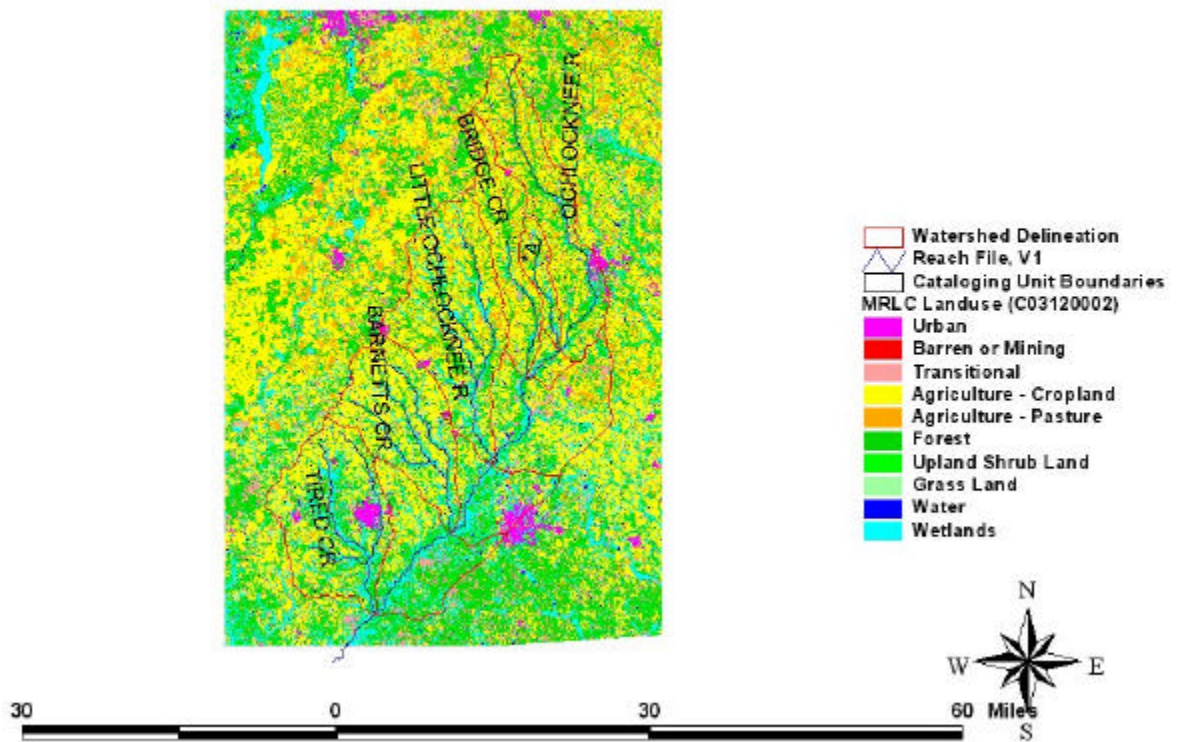 OCHLOCKNEE R
BRIDGE CR
LITTLE OCHLOCKNEE R
BARNETTS CR
TIRED CR
Watershed Delineation
Reach File, V1
Cataloging Unit Boundaries
MRLC Landuse (C03120002)
Urban
Barren or Mining
Transitional
Agriculture - Cropland
Agriculture - Pasture
Forest
Upland Shrub Land
Grass Land
Water
Wetlands
N
W E
S
30 0 30 60 Miles